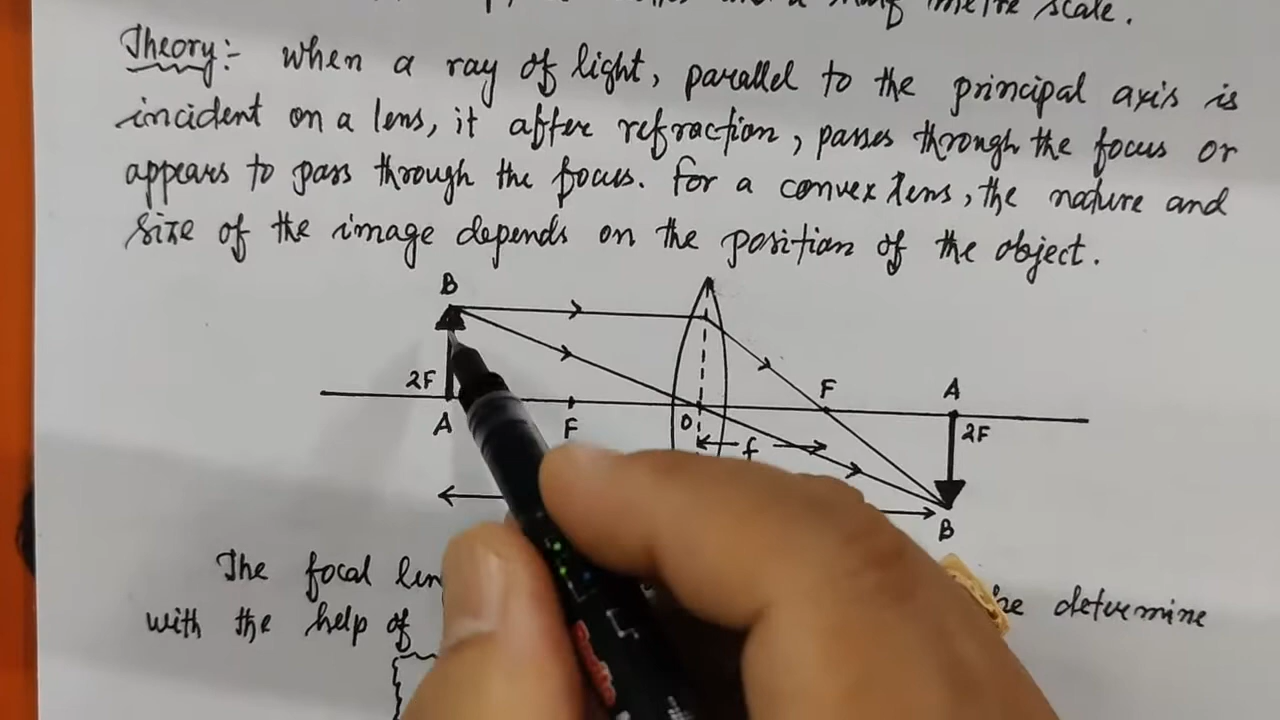 metre scale.
Theory:- When a ray of light, parallel to the principal axis is
incident on a lens, it after refraction, passes through the focus or
appears to pass through the focus. For a convex lens, the nature and
size of the image depends on the position of the object.
B
2F
F
A
A
F
O
2F
f
B
The focal determine
with the help of